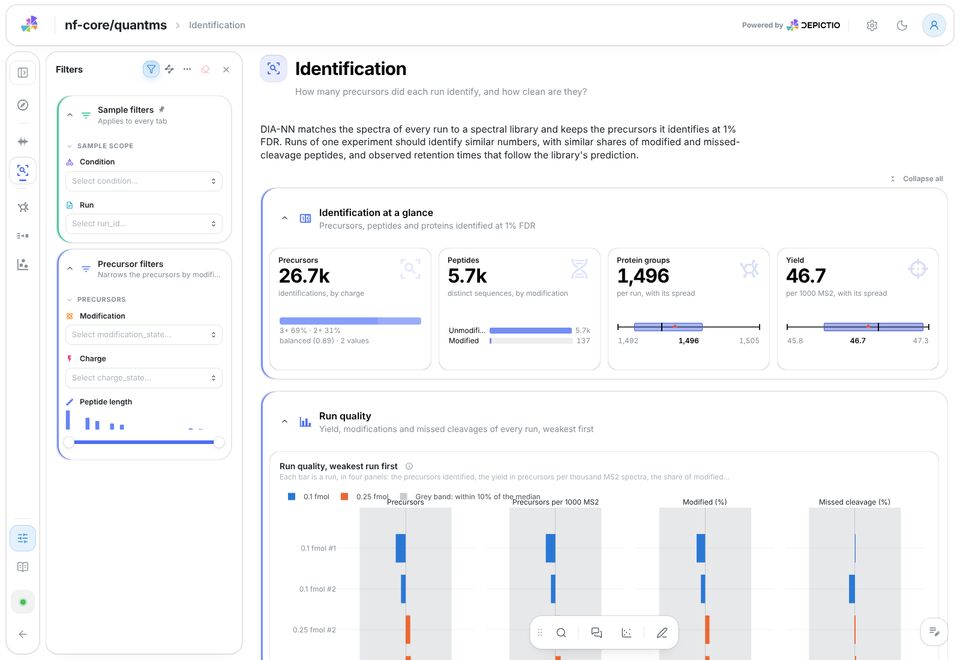 nf-core/quantms
Identification
Powered by DEPICTIO
Filters
Sample filters
Applies to every tab
SAMPLE SCOPE
Condition
Select condition...
Run
Select run_id...
Precursor filters
Narrows the precursors by modifi...
PRECURSORS
Modification
Select modification_state...
Charge
Select charge_state...
Peptide length
Identification
How many precursors did each run identify, and how clean are they?
DIA-NN matches the spectra of every run to a spectral library and keeps the precursors it identifies at 1%
FDR. Runs of one experiment should identify similar numbers, with similar shares of modified and missed-
cleavage peptides, and observed retention times that follow the library's prediction.
Collapse all
Identification at a glance
Precursors, peptides and proteins identified at 1% FDR
Precursors
26.7k
identifications, by charge
3+ 69% · 2+ 31%
balanced (0.89) · 2 values
Peptides
5.7k
distinct sequences, by modification
Unmodifi... 5.7k
Modified 137
Protein groups
1,496
per run, with its spread
1,492 1,496 1,505
Yield
46.7
per 1000 MS2, with its spread
45.8 46.7 47.3
Run quality
Yield, modifications and missed cleavages of every run, weakest first
Run quality, weakest run first
Each bar is a run, in four panels: the precursors identified, the yield in precursors per thousand MS2 spectra, the share of modified...
0.1 fmol 0.25 fmol Grey band: within 10% of the median
Precursors Precursors per 1000 MS2 Modified (%) Missed cleavage (%)
0.1 fmol #1
0.1 fmol #2
0.25 fmol #2